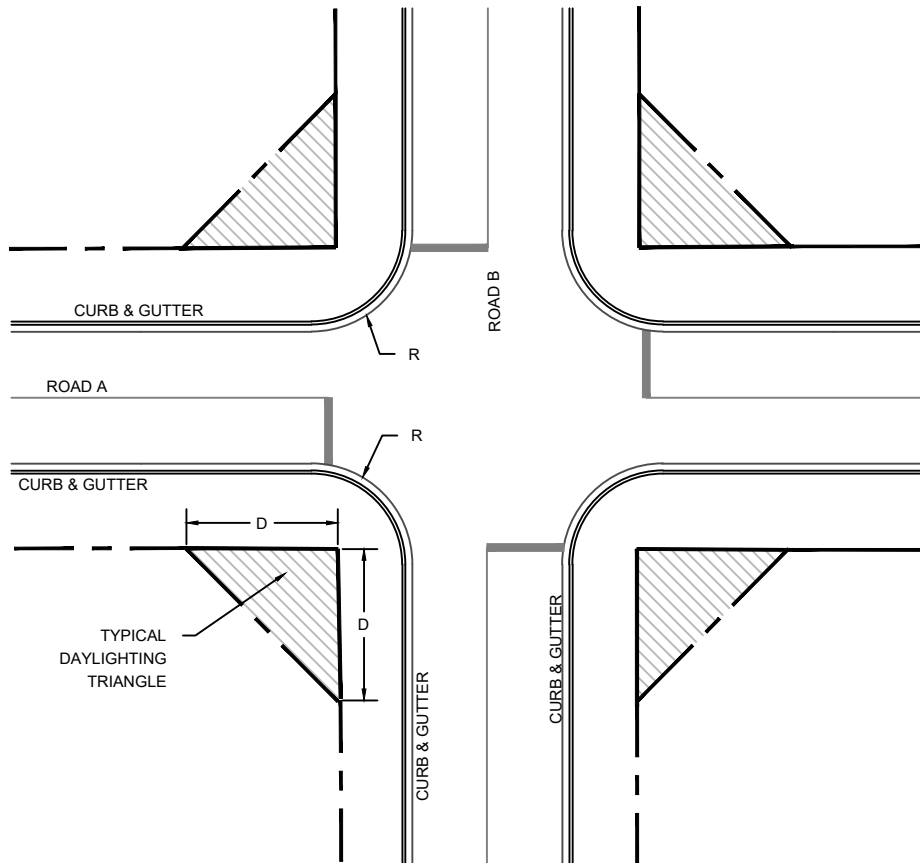 ROAD B
CURB & GUTTER
R
ROAD A
R
CURB & GUTTER
D
D
TYPICAL
DAYLIGHTING
TRIANGLE
CURB & GUTTER
CURB & GUTTER